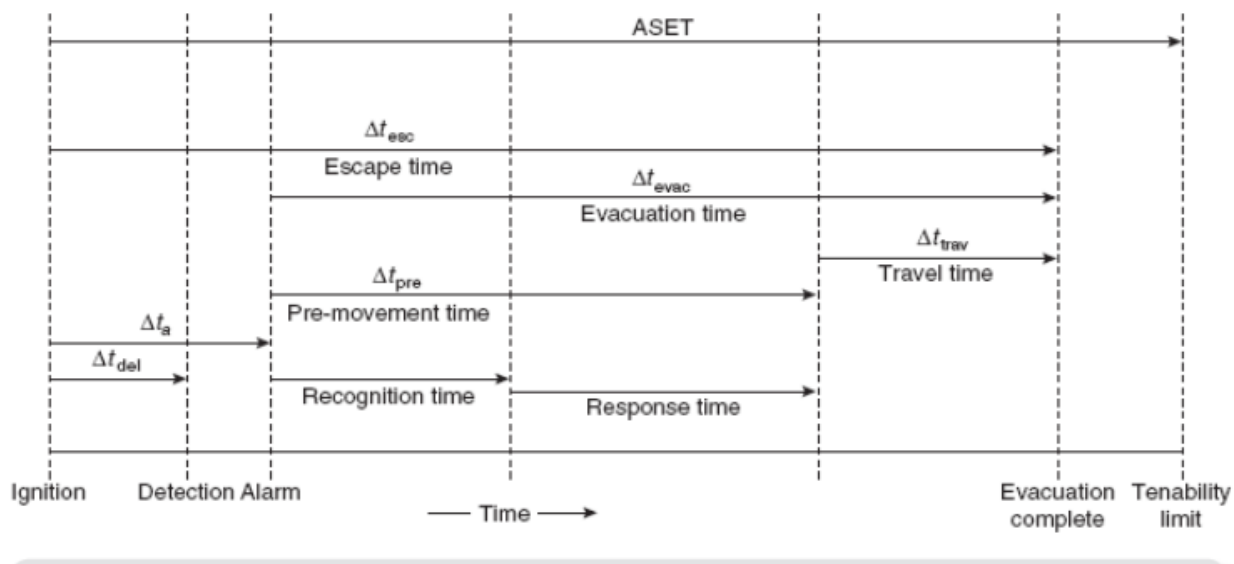 ASET
Δt_esc
Escape time
Δt_evac
Evacuation time
Δt_trav
Travel time
Δt_pre
Pre-movement time
Δt_a
Δt_del
Recognition time
Response time
Ignition
Detection
Alarm
Time
Evacuation
complete
Tenability
limit